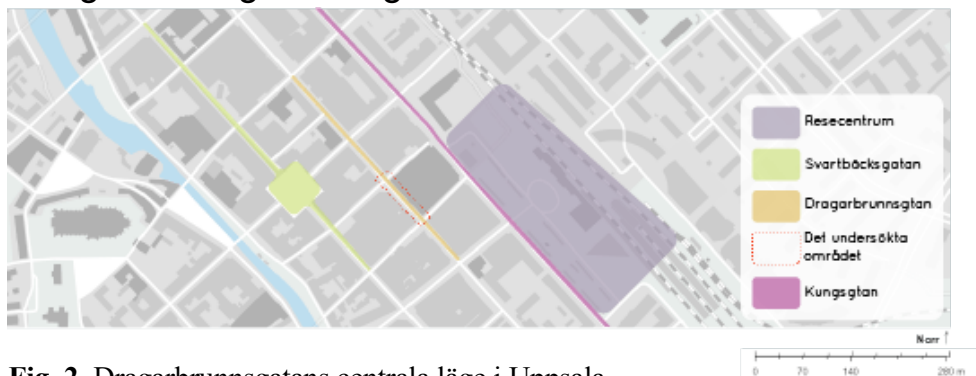 Resecentrum
Svartbäcksgatan
Dragarbrunnsgtan
Det undersökta
området
Kungsgtan
Norr
0 70 140 280 m
Fig. 2. Dragarbrunnsgatans centrala läge i Uppsala